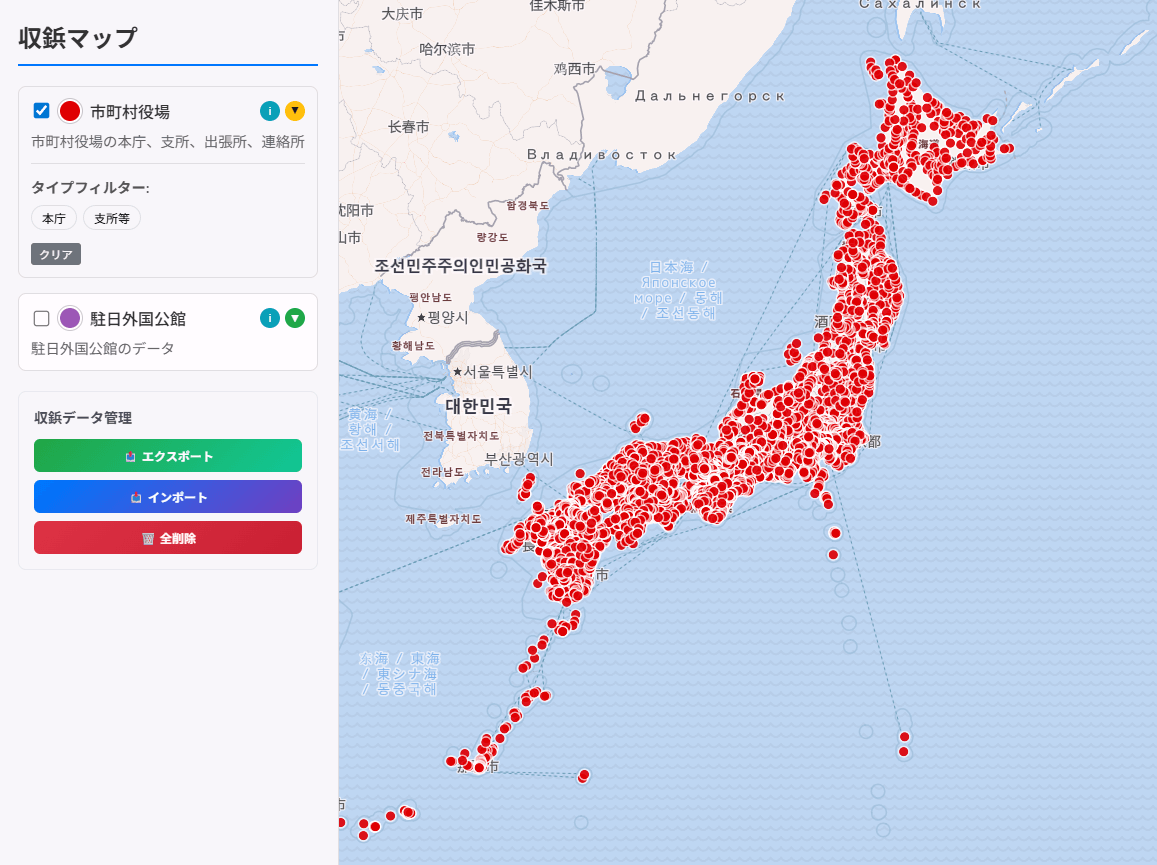 収鋲マップ
市町村役場
i
▼
市町村役場の本庁、支所、出張所、連絡所
タイプフィルター:
本庁
支所等
クリア
駐日外国公館
i
▼
駐日外国公館のデータ
収鋲データ管理
エクスポート
インポート
全削除
大庆市
佳木斯市
Сахалинск
哈尔滨市
鸡西市
Дальнегорск
长春市
Владивосток
沈阳市
山市
함경북도
량강도
조선민주주의인민공화국
日本海 /
Японское
море / 동해
/ 조선동해
평안남도
★평양시
황해남도
★서울특별시
대한민국
黄海 /
황해 /
조선서해
전북특별자치도
부산광역시
전라남도
제주특별자치도
海道
酒
石
都
長
市
东海 / 東海
/ 東シナ海
/ 동중국해
市
市